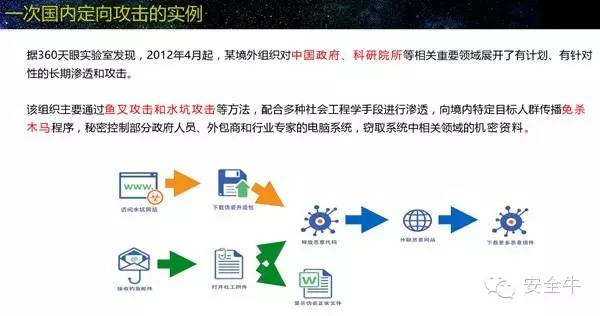 一次国内定向攻击的实例
据360天眼实验室发现，2012年4月起，某境外组织对中国政府、科研院所等相关重要领域展开了有计划、有针对
性的长期渗透和攻击。
该组织主要通过鱼叉攻击和水坑攻击等方法，配合多种社会工程学手段进行渗透，向境内特定目标人群传播免杀
木马程序，秘密控制部分政府人员、外包商和行业专家的电脑系统，窃取系统中相关领域的机密资料。
www.
访问水坑网站
下载伪装升级包
释放恶意代码
外联恶意网站
下载更多恶意组件
接收钓鱼邮件
打开社工附件
W
显示伪装正常文件
安全牛